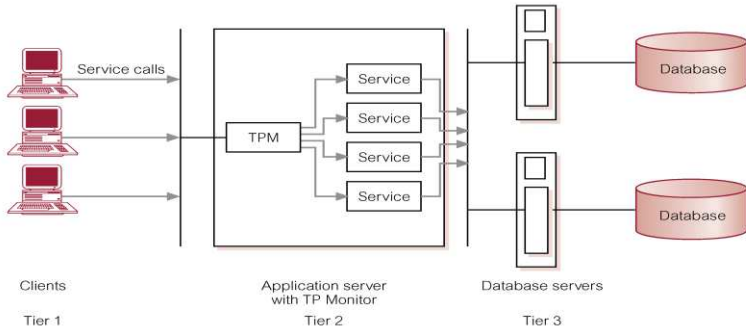 Service calls
TPM
Service
Service
Service
Service
Database
Database
Clients
Application server
with TP Monitor
Database servers
Tier 1
Tier 2
Tier 3